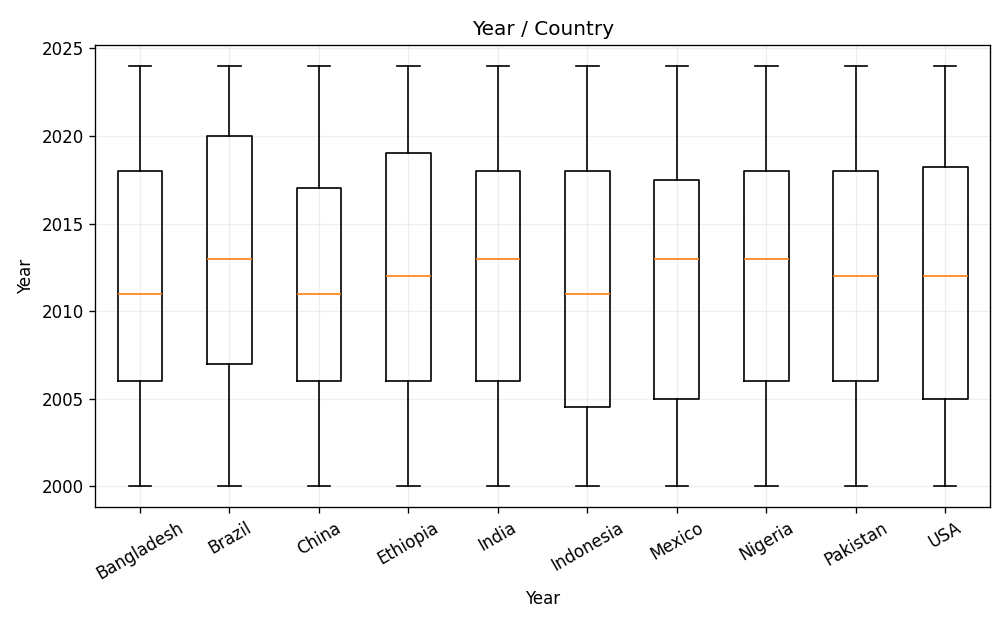 Year / Country
Year
2025
2020
2015
2010
2005
2000
Bangladesh
Brazil
China
Ethiopia
India
Indonesia
Mexico
Nigeria
Pakistan
USA
Year